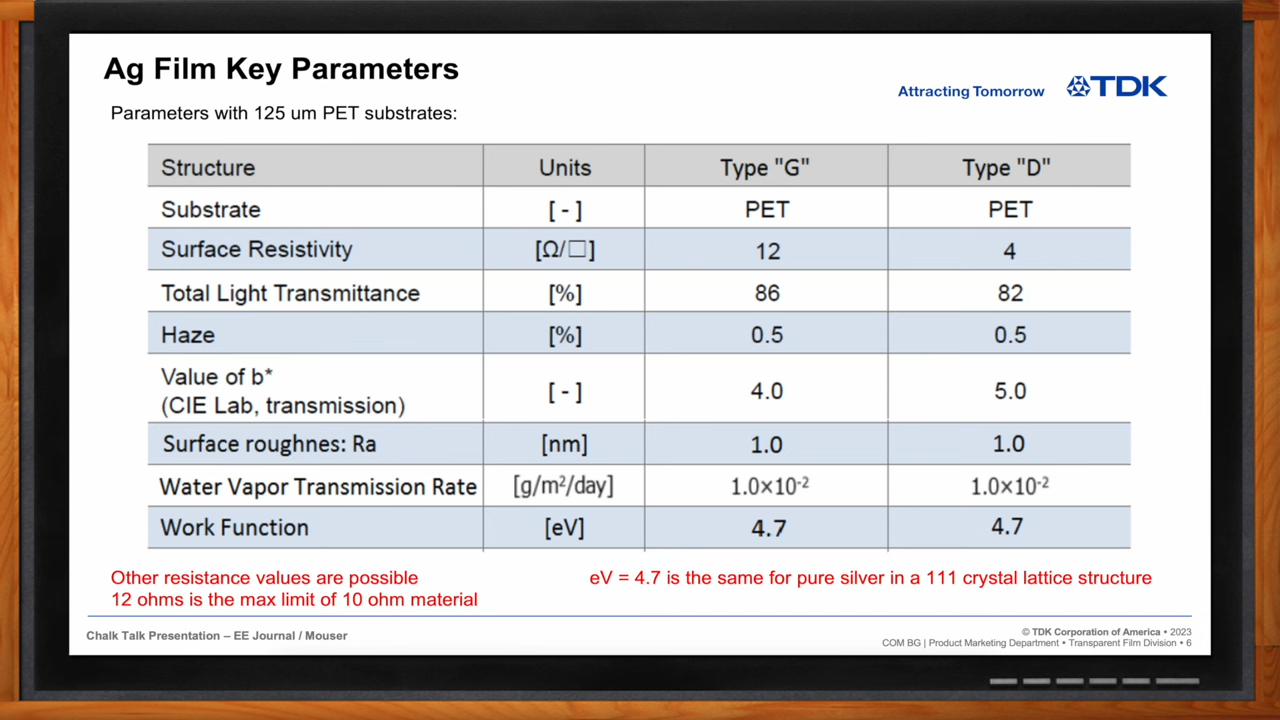 Ag Film Key Parameters
Attracting Tomorrow TDK
Parameters with 125 um PET substrates:
Structure Units Type "G" Type "D"
Substrate [ - ] PET PET
Surface Resistivity [Ω/□] 12 4
Total Light Transmittance [%] 86 82
Haze [%] 0.5 0.5
Value of b*
(CIE Lab, transmission) [ - ] 4.0 5.0
Surface roughnes: Ra [nm] 1.0 1.0
Water Vapor Transmission Rate [g/m²/day] 1.0×10⁻² 1.0×10⁻²
Work Function [eV] 4.7 4.7
Other resistance values are possible
12 ohms is the max limit of 10 ohm material
eV = 4.7 is the same for pure silver in a 111 crystal lattice structure
Chalk Talk Presentation – EE Journal / Mouser
© TDK Corporation of America • 2023
COM BG | Product Marketing Department • Transparent Film Division • 6